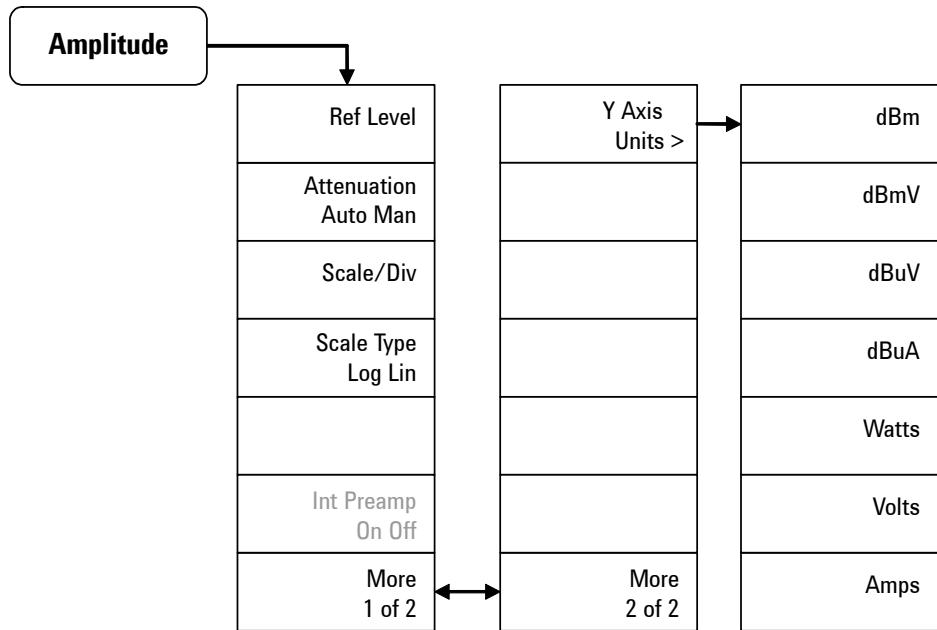 Amplitude
Ref Level
Attenuation
Auto Man
Scale/Div
Scale Type
Log Lin
Int Preamp
On Off
More
1 of 2
Y Axis
Units >
More
2 of 2
dBm
dBmV
dBuV
dBuA
Watts
Volts
Amps